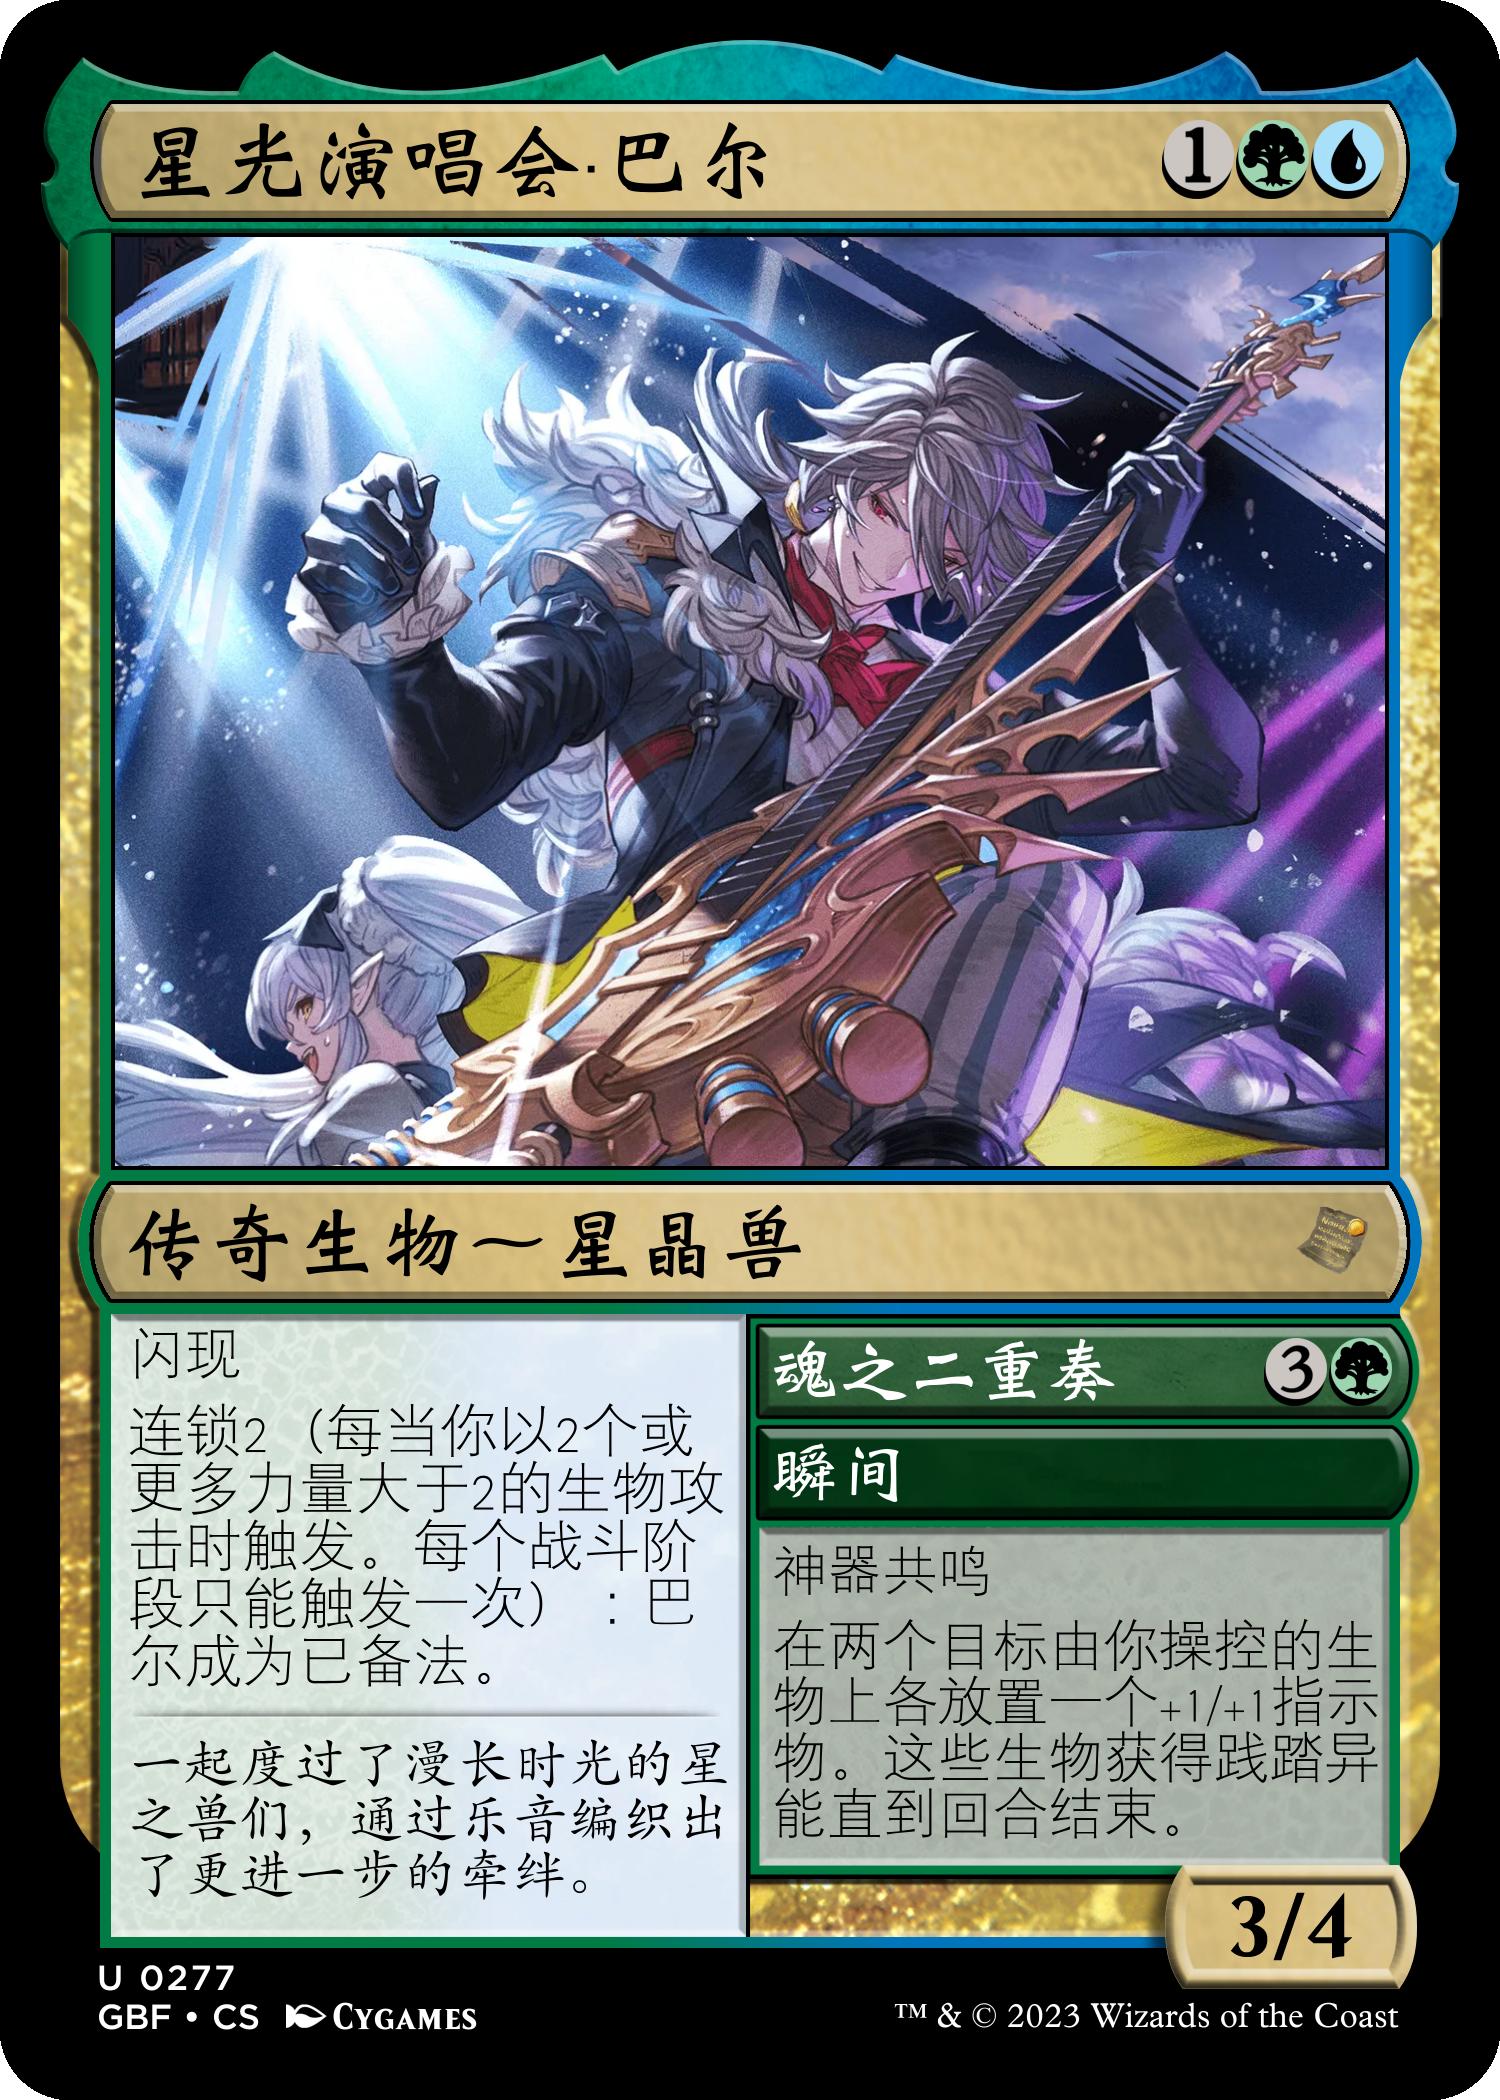 星光演唱会·巴尔
1
传奇生物～星晶兽
闪现
连锁2（每当你以2个或
更多力量大于2的生物攻
击时触发。每个战斗阶
段只能触发一次）：巴
尔成为已备法。
一起度过了漫长时光的星
之兽们，通过乐音编织出
了更进一步的牵绊。
魂之二重奏 3
瞬间
神器共鸣
在两个目标由你操控的生
物上各放置一个+1/+1指示
物。这些生物获得践踏异
能直到回合结束。
3/4
U 0277
GBF • CS CYGAMES
™ & © 2023 Wizards of the Coast